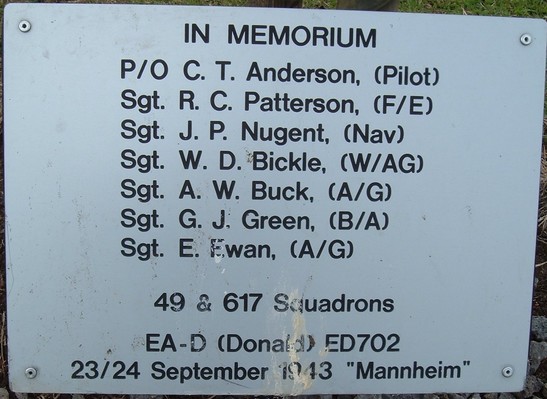 IN MEMORIUM
P/O C. T. Anderson, (Pilot)
Sgt. R. C. Patterson, (F/E)
Sgt. J. P. Nugent, (Nav)
Sgt. W. D. Bickle, (W/AG)
Sgt. A. W. Buck, (A/G)
Sgt. G. J. Green, (B/A)
Sgt. E. Ewan, (A/G)
49 & 617 Squadrons
EA-D (Donald) ED702
23/24 September 1943 "Mannheim"